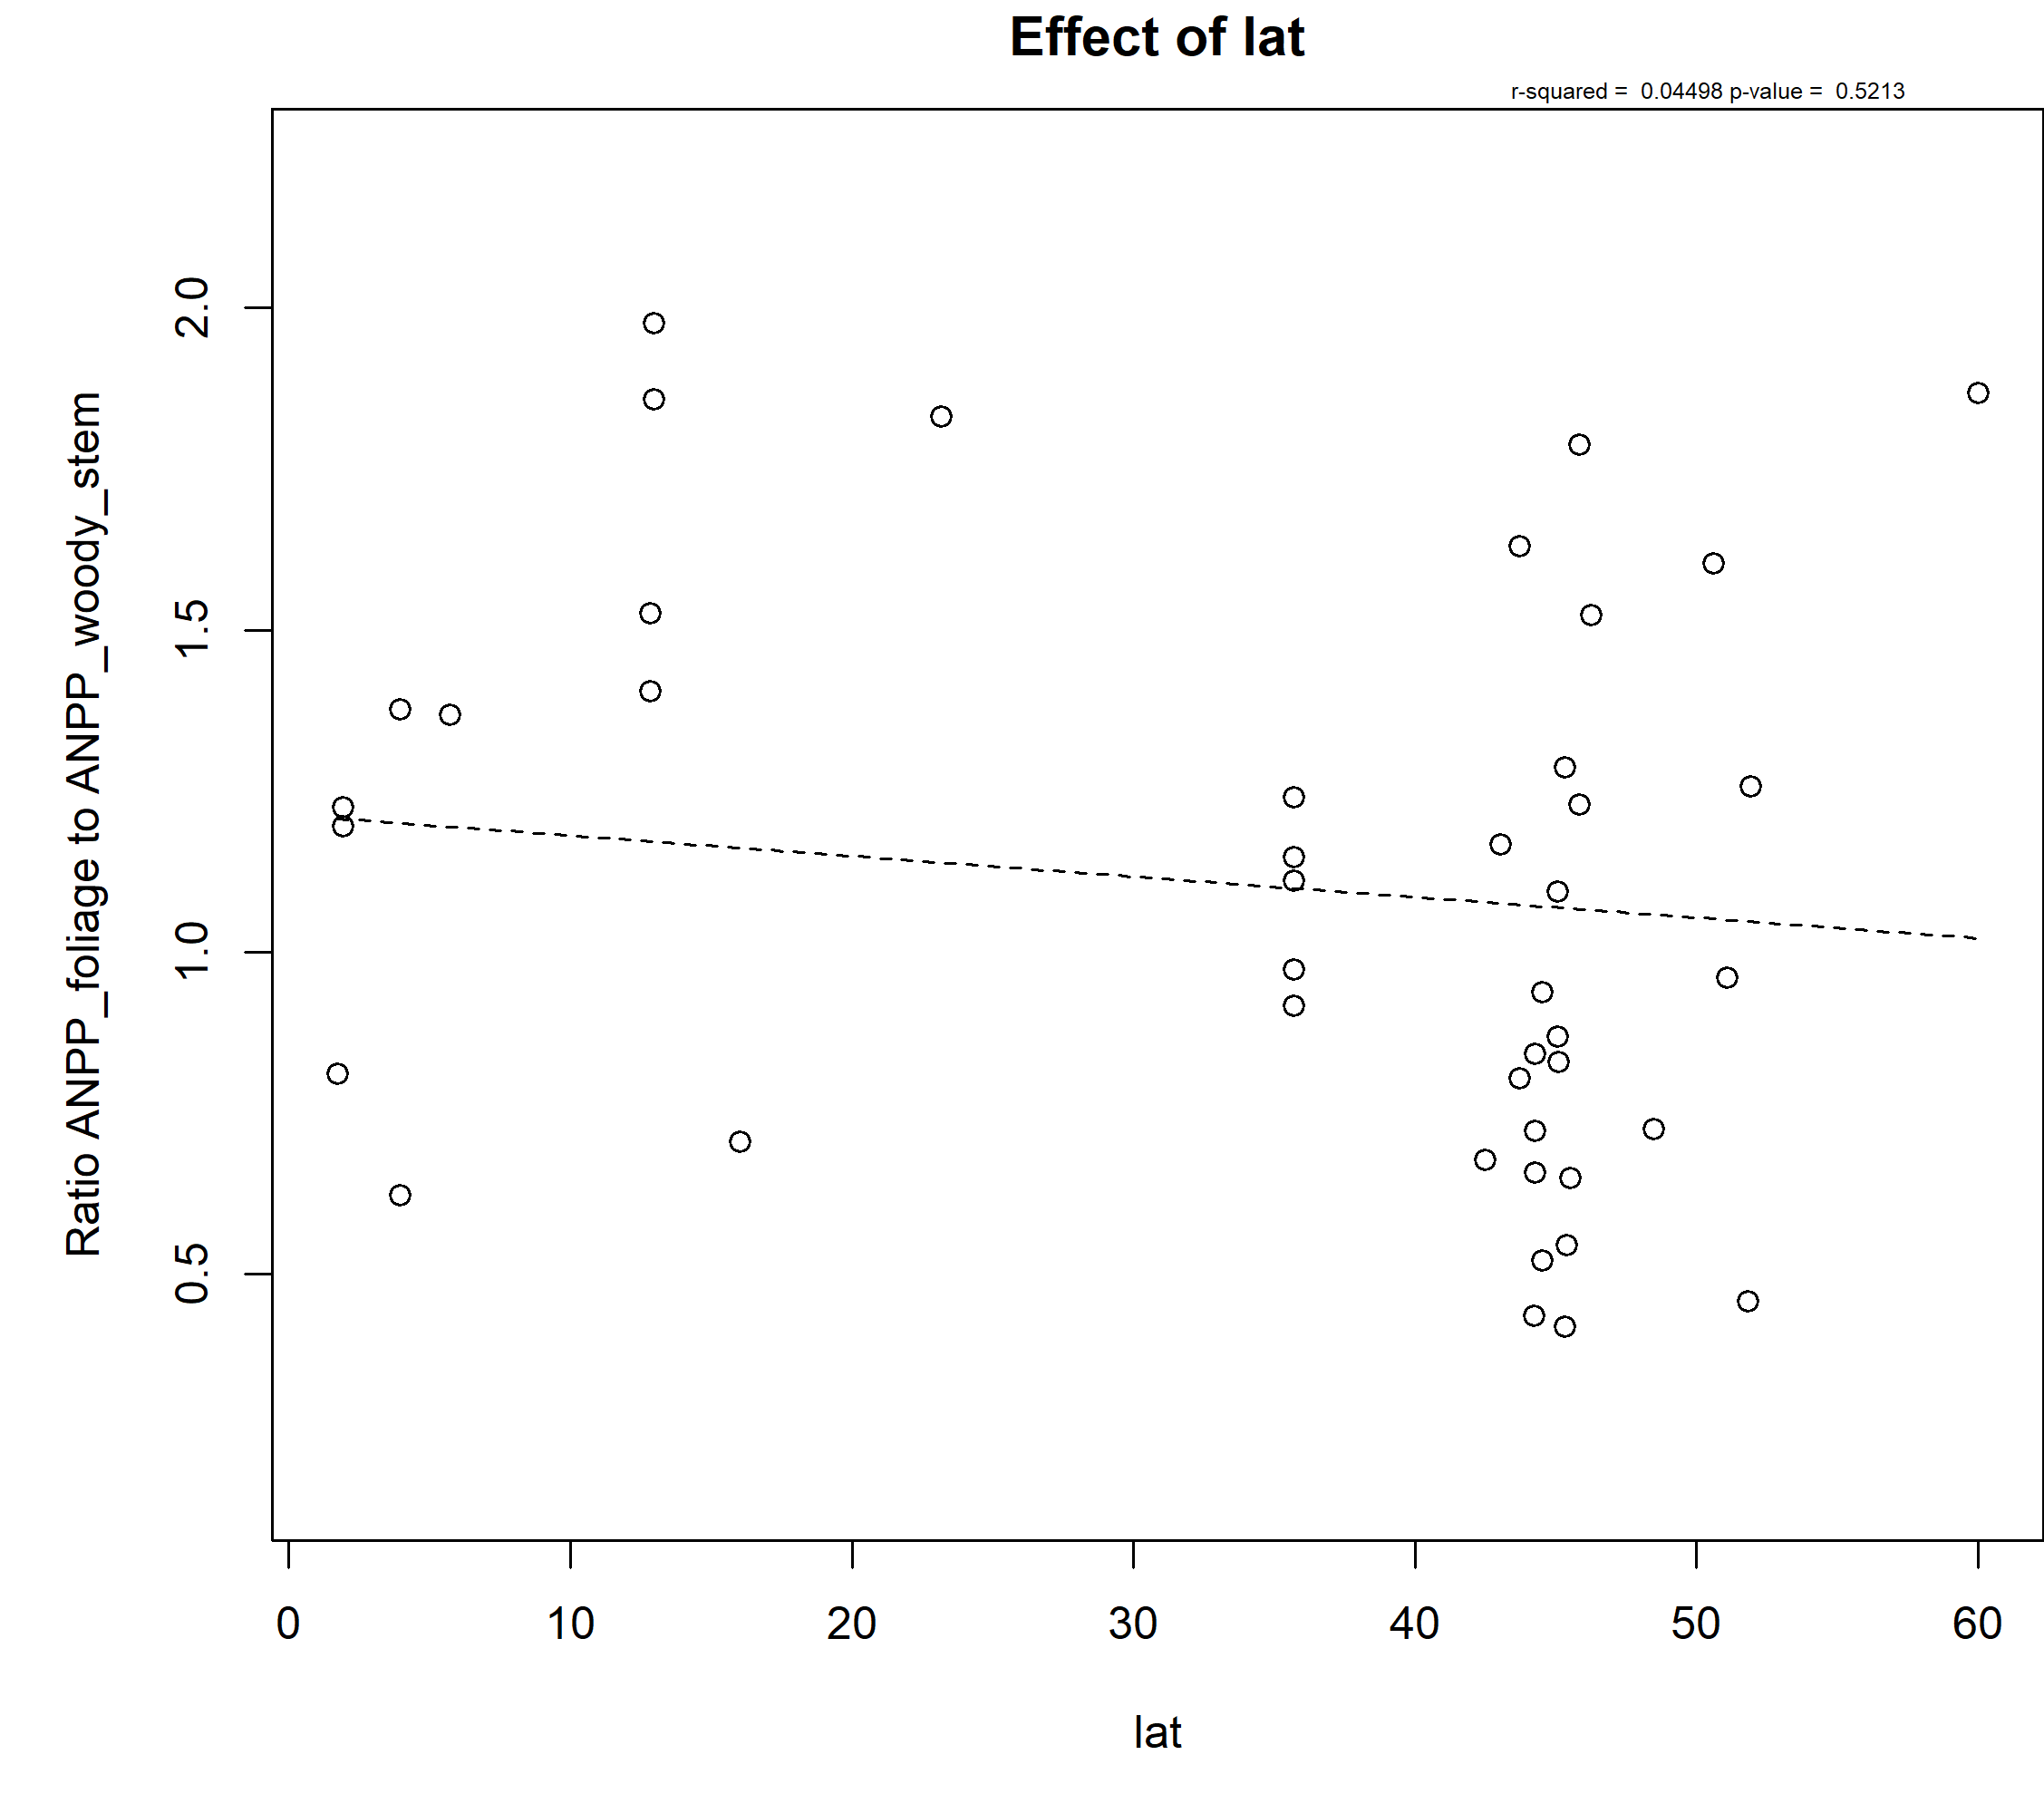 Effect of lat
r-squared = 0.04498 p-value = 0.5213
Ratio ANPP_foliage to ANPP_woody_stem
2.0
1.5
1.0
0.5
0 10 20 30 40 50 60
lat